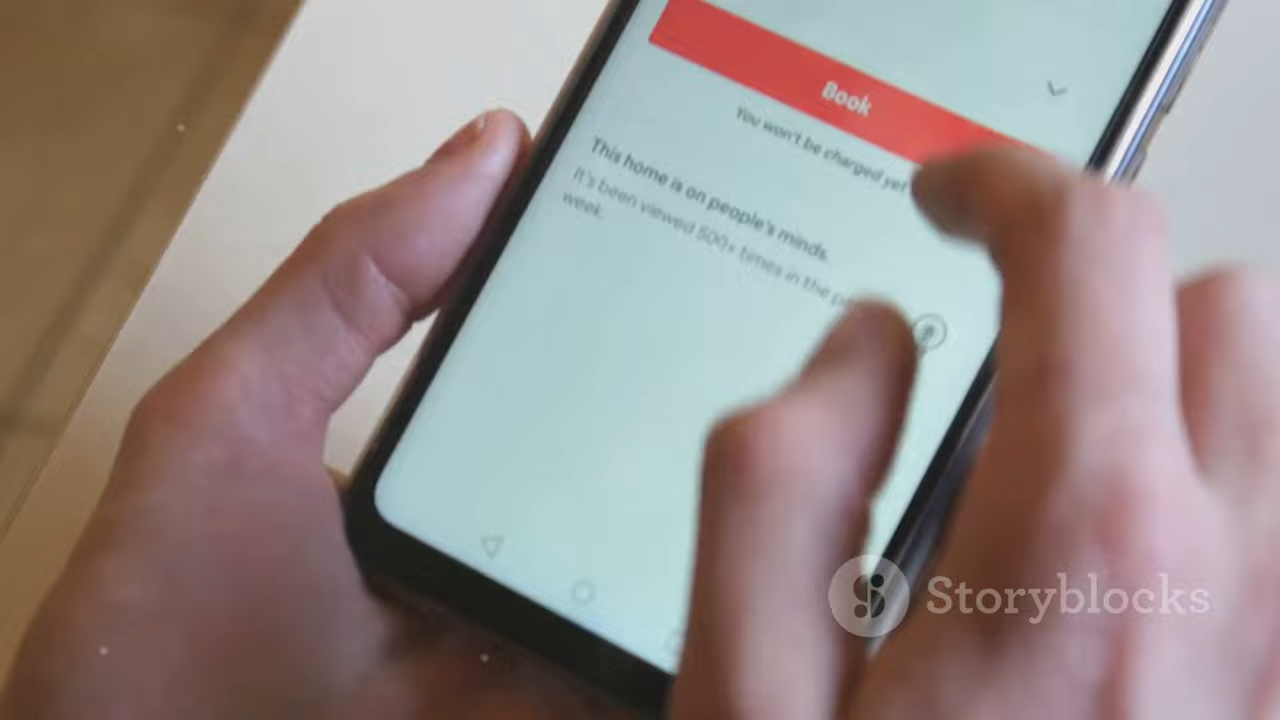 Book
You won't be charged yet
This home is on people's minds.
It's been viewed 500+ times in the
week.
Storyblocks